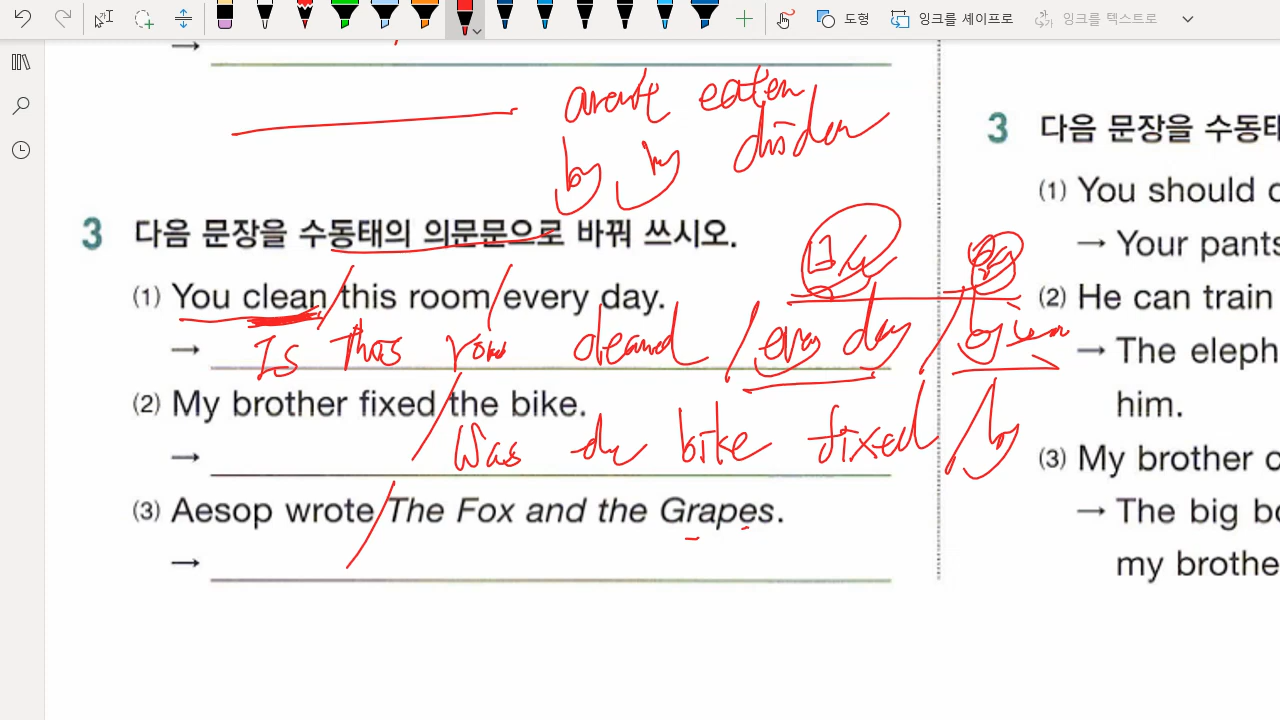 도형
잉크를 셰이프로
잉크를 텍스트로
→
aren't eaten
by my children
3 다음 문장을 수동태의 의문문으로 바꿔 쓰시오.
(1) You clean this room every day.
→ Is this room cleaned every day by you
(2) My brother fixed the bike.
→ Was the bike fixed by
(3) Aesop wrote The Fox and the Grapes.
→
3 다음 문장을 수동태
(1) You should
→ Your pants
(2) He can train
→ The eleph
him.
(3) My brother
→ The big
my brothe